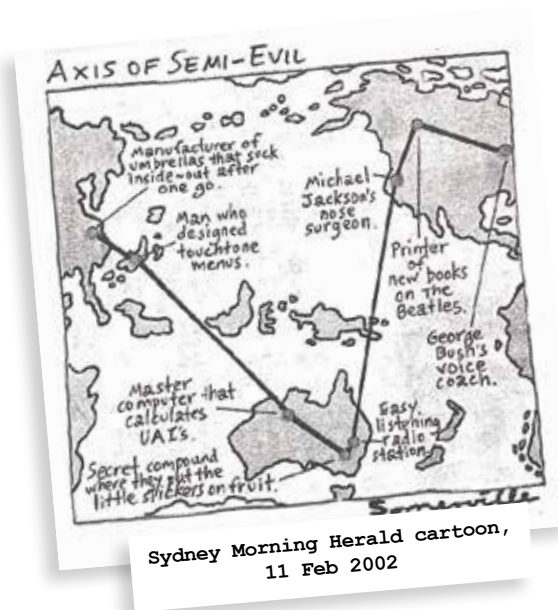 AXIS OF SEMI-EVIL
Manufacturer of
umbrellas that suck
inside-out after
one go.
Man who
designed
touchtone
menus.
Michael
Jackson's
nose
surgeon.
Printer
of
new books
on The
Beatles.
George
Bush's
voice
coach.
Master
computer that
calculates
UAI's.
Easy
listening
radio
station.
Secret compound
where they put the
little stickers on fruit.
Somerville
Sydney Morning Herald cartoon,
11 Feb 2002